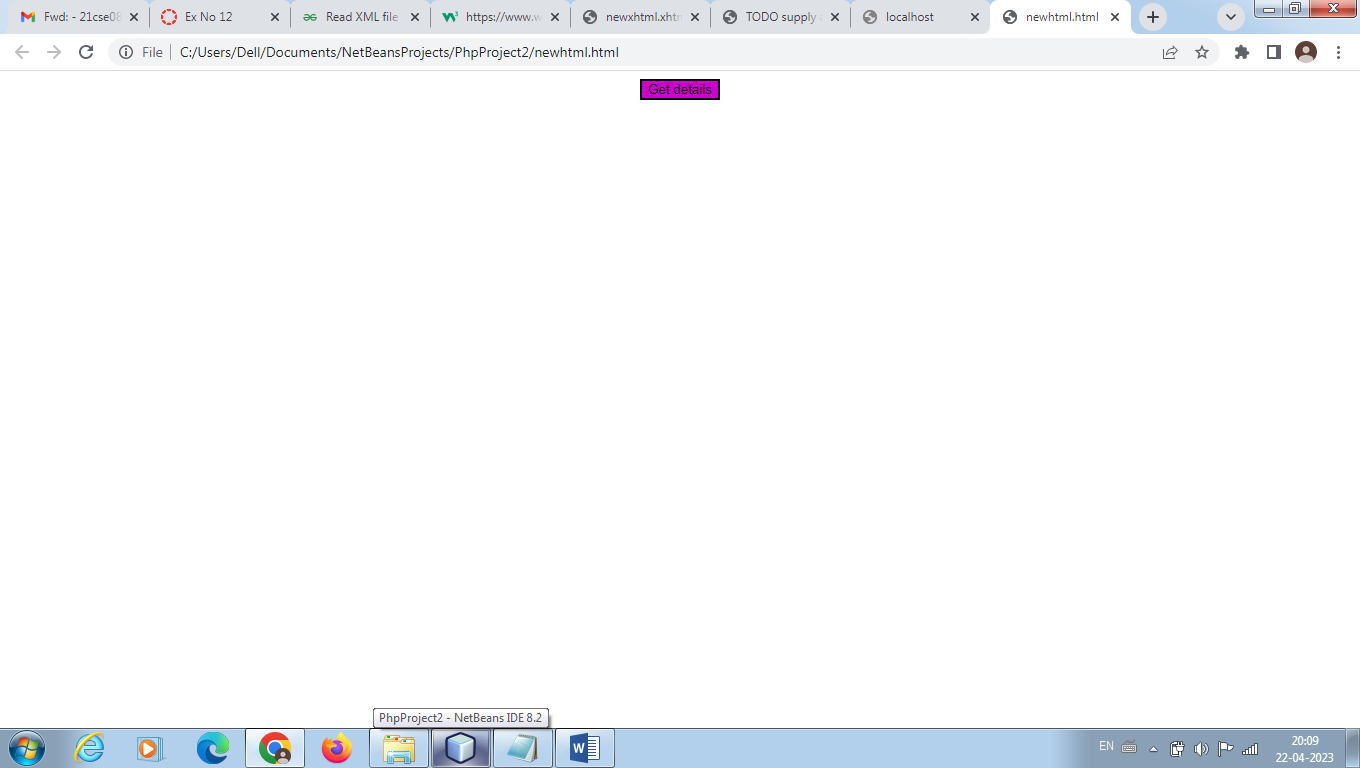 Fwd: - 21cse08
Ex No 12
Read XML file
https://www.w
newxhtml.xhtm
TODO supply a
localhost
newhtml.html
File
C:/Users/Dell/Documents/NetBeansProjects/PhpProject2/newhtml.html
Get details
PhpProject2 - NetBeans IDE 8.2
EN
20:09
22-04-2023